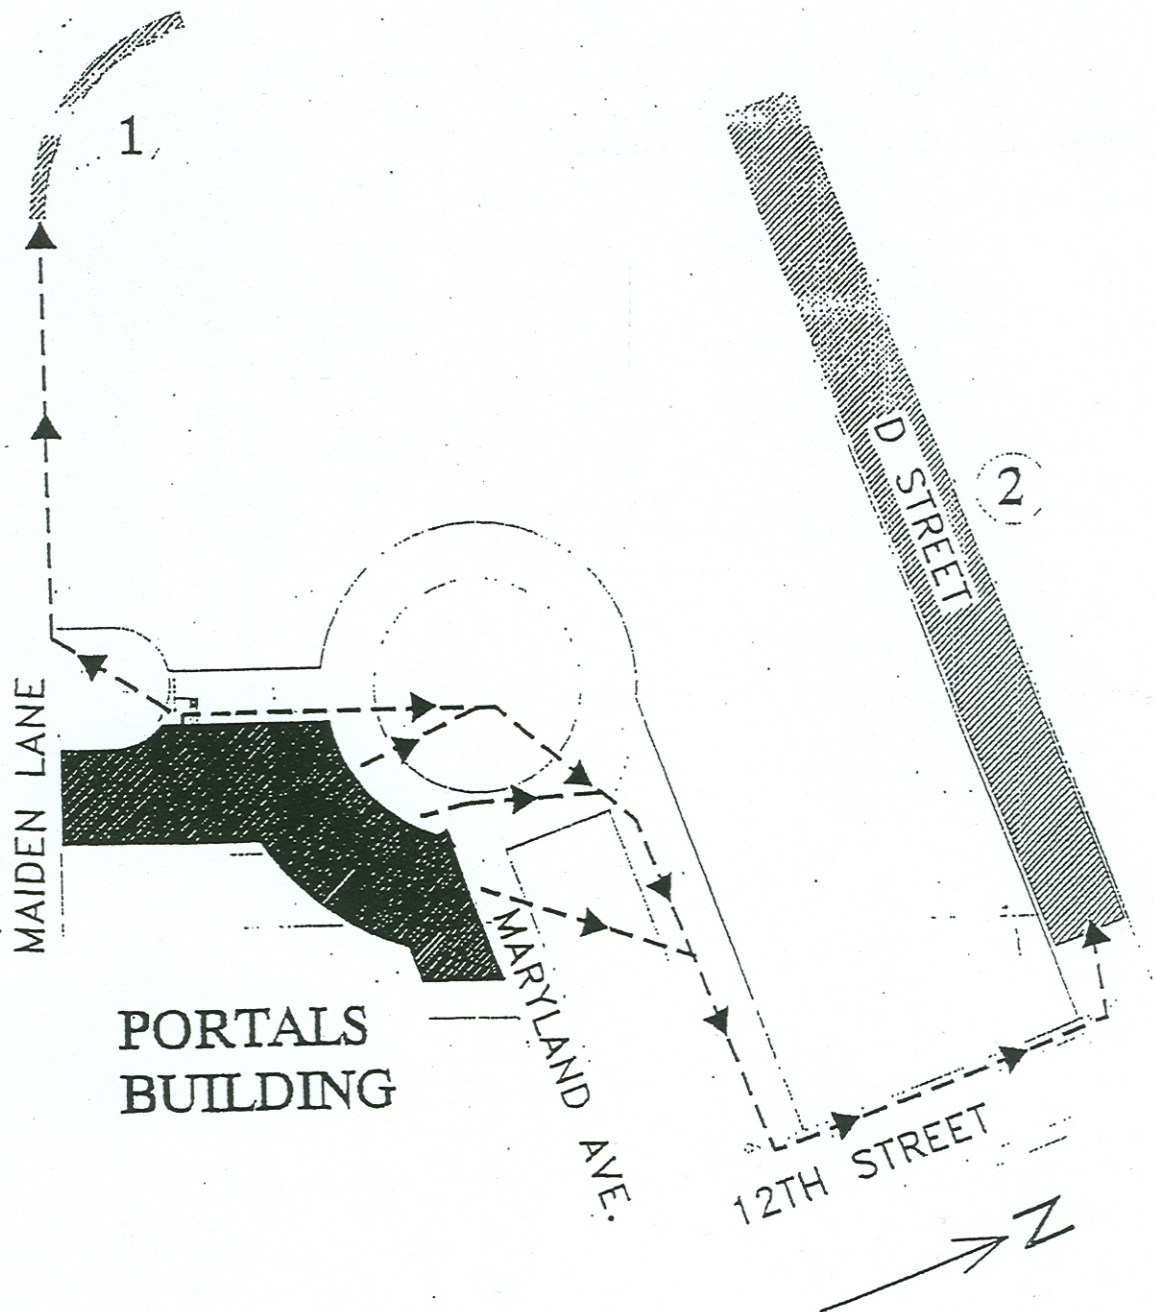 1
D STREET
2
MAIDEN LANE
MARYLAND AVE.
PORTALS
BUILDING
12TH STREET
N